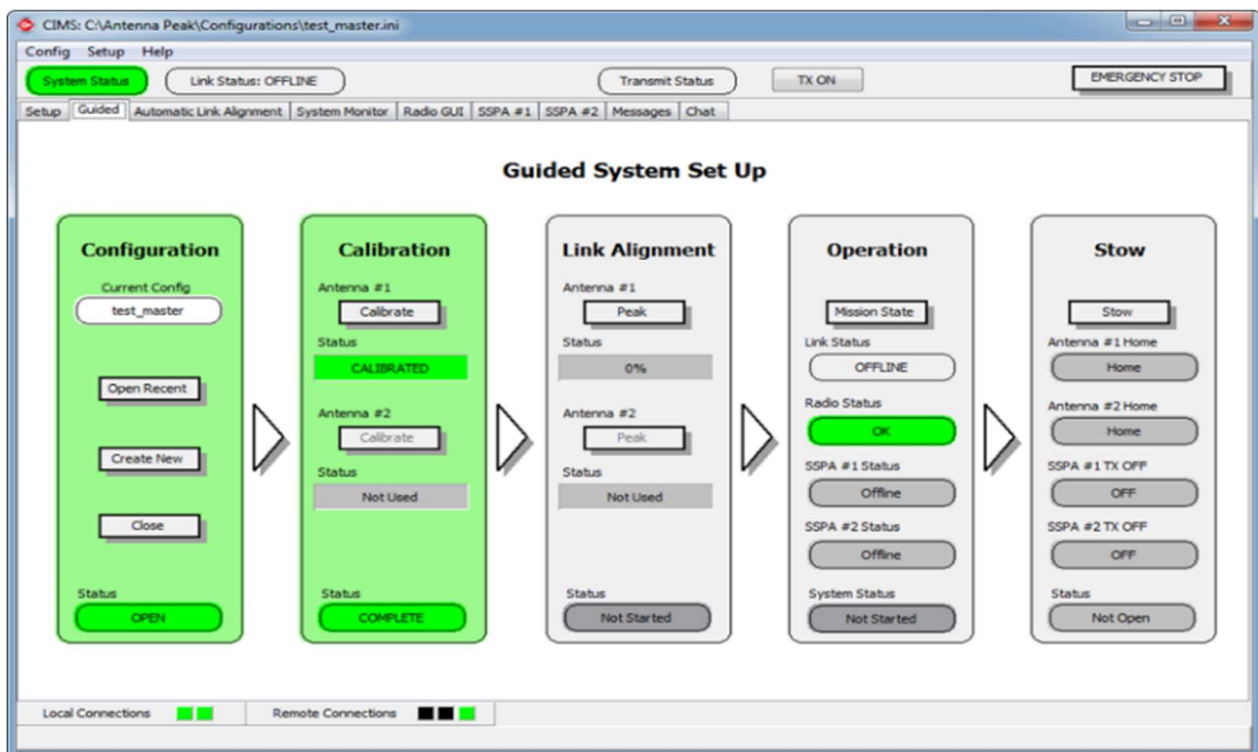 CIMS: C:\Antenna Peak\Configurations\test_master.ini
Config Setup Help
System Status
Link Status: OFFLINE
Transmit Status
TX ON
EMERGENCY STOP
Setup
Guided
Automatic Link Alignment
System Monitor
Radio GUI
SSPA #1
SSPA #2
Messages
Chat
Guided System Set Up
Configuration
Current Config
test_master
Open Recent
Create New
Close
Status
OPEN
Calibration
Antenna #1
Calibrate
Status
CALIBRATED
Antenna #2
Calibrate
Status
Not Used
Status
COMPLETE
Link Alignment
Antenna #1
Peak
Status
0%
Antenna #2
Peak
Status
Not Used
Status
Not Started
Operation
Mission State
Link Status
OFFLINE
Radio Status
OK
SSPA #1 Status
Offline
SSPA #2 Status
Offline
System Status
Not Started
Stow
Stow
Antenna #1 Home
Home
Antenna #2 Home
Home
SSPA #1 TX OFF
OFF
SSPA #2 TX OFF
OFF
Status
Not Open
Local Connections
Remote Connections